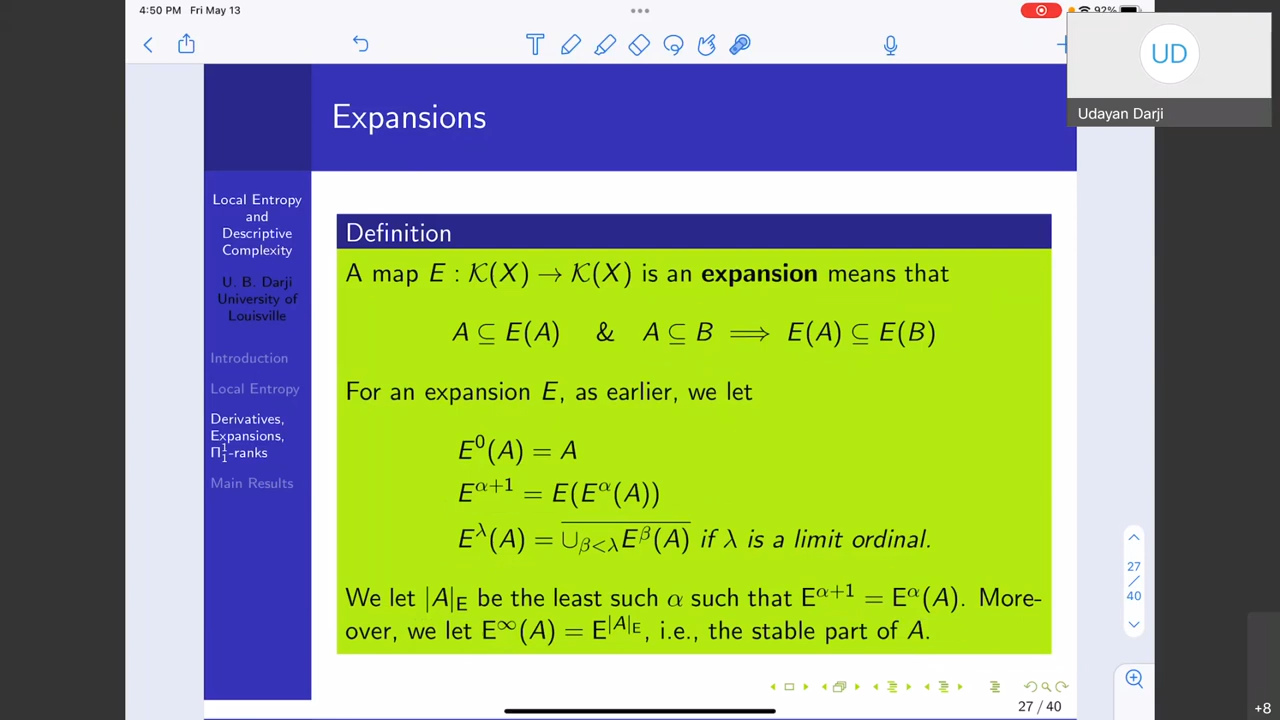 4:50 PM Fri May 13
92%
UD
Udayan Darji
Expansions
Local Entropy
and
Descriptive
Complexity
U. B. Darji
University of
Louisville
Introduction
Local Entropy
Derivatives,
Expansions,
Π¹₁-ranks
Main Results
Definition
A map E : K(X) → K(X) is an expansion means that
A ⊆ E(A) & A ⊆ B ⟹ E(A) ⊆ E(B)
For an expansion E, as earlier, we let
E⁰(A) = A
E^{α+1} = E(E^α(A))
E^λ(A) = \overline{∪_{β<λ} E^β(A)} if λ is a limit ordinal.
We let |A|_E be the least such α such that E^{α+1} = E^α(A). More-
over, we let E^∞(A) = E^{|A|_E}, i.e., the stable part of A.
27
/
40
27 / 40
+8